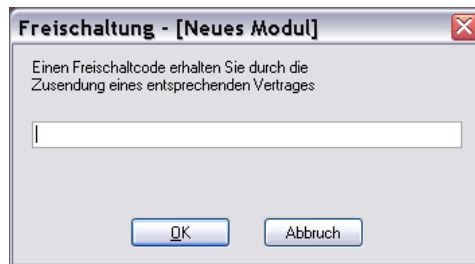 Freischaltung - [Neues Modul]
Einen Freischaltcode erhalten Sie durch die
Zusendung eines entsprechenden Vertrages
OK
Abbruch